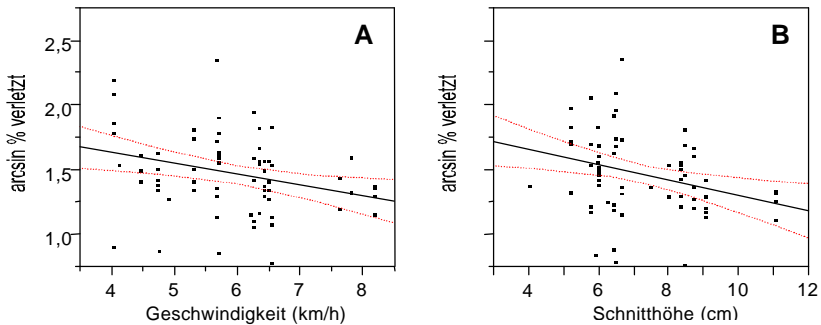 A
B
arcsin % verletzt
2,5
2,0
1,5
1,0
4 5 6 7 8
Geschwindigkeit (km/h)
arcsin % verletzt
4 6 8 10 12
Schnitthöhe (cm)